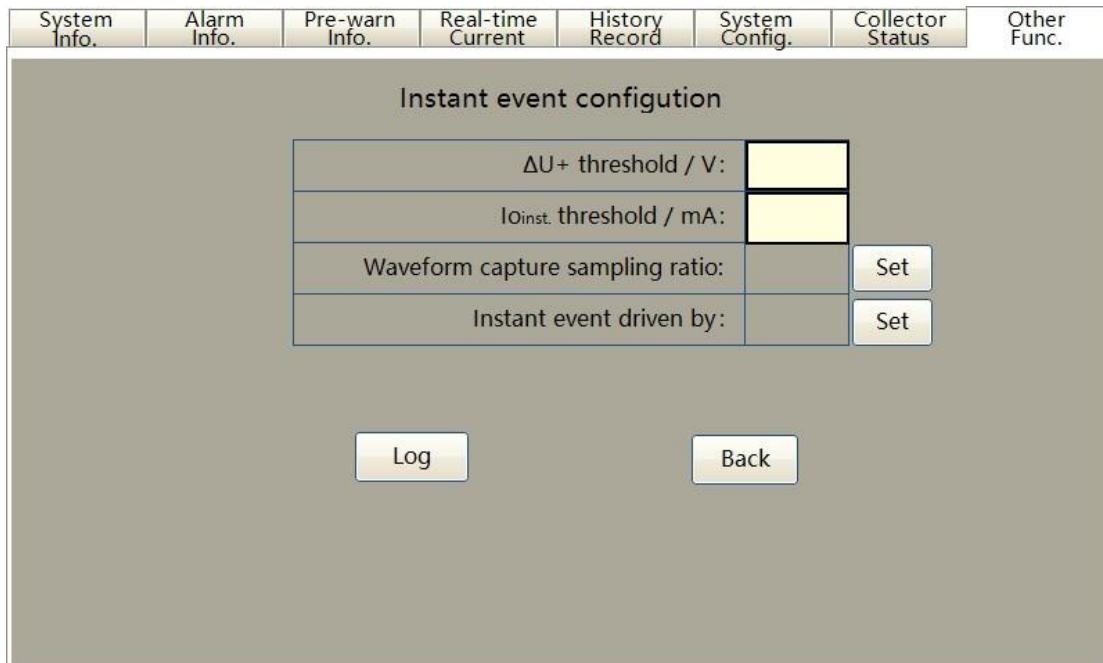 System Info.
Alarm Info.
Pre-warn Info.
Real-time Current
History Record
System Config.
Collector Status
Other Func.
Instant event configution
ΔU+ threshold / V:
Ioinst. threshold / mA:
Waveform capture sampling ratio:
Set
Instant event driven by:
Set
Log
Back